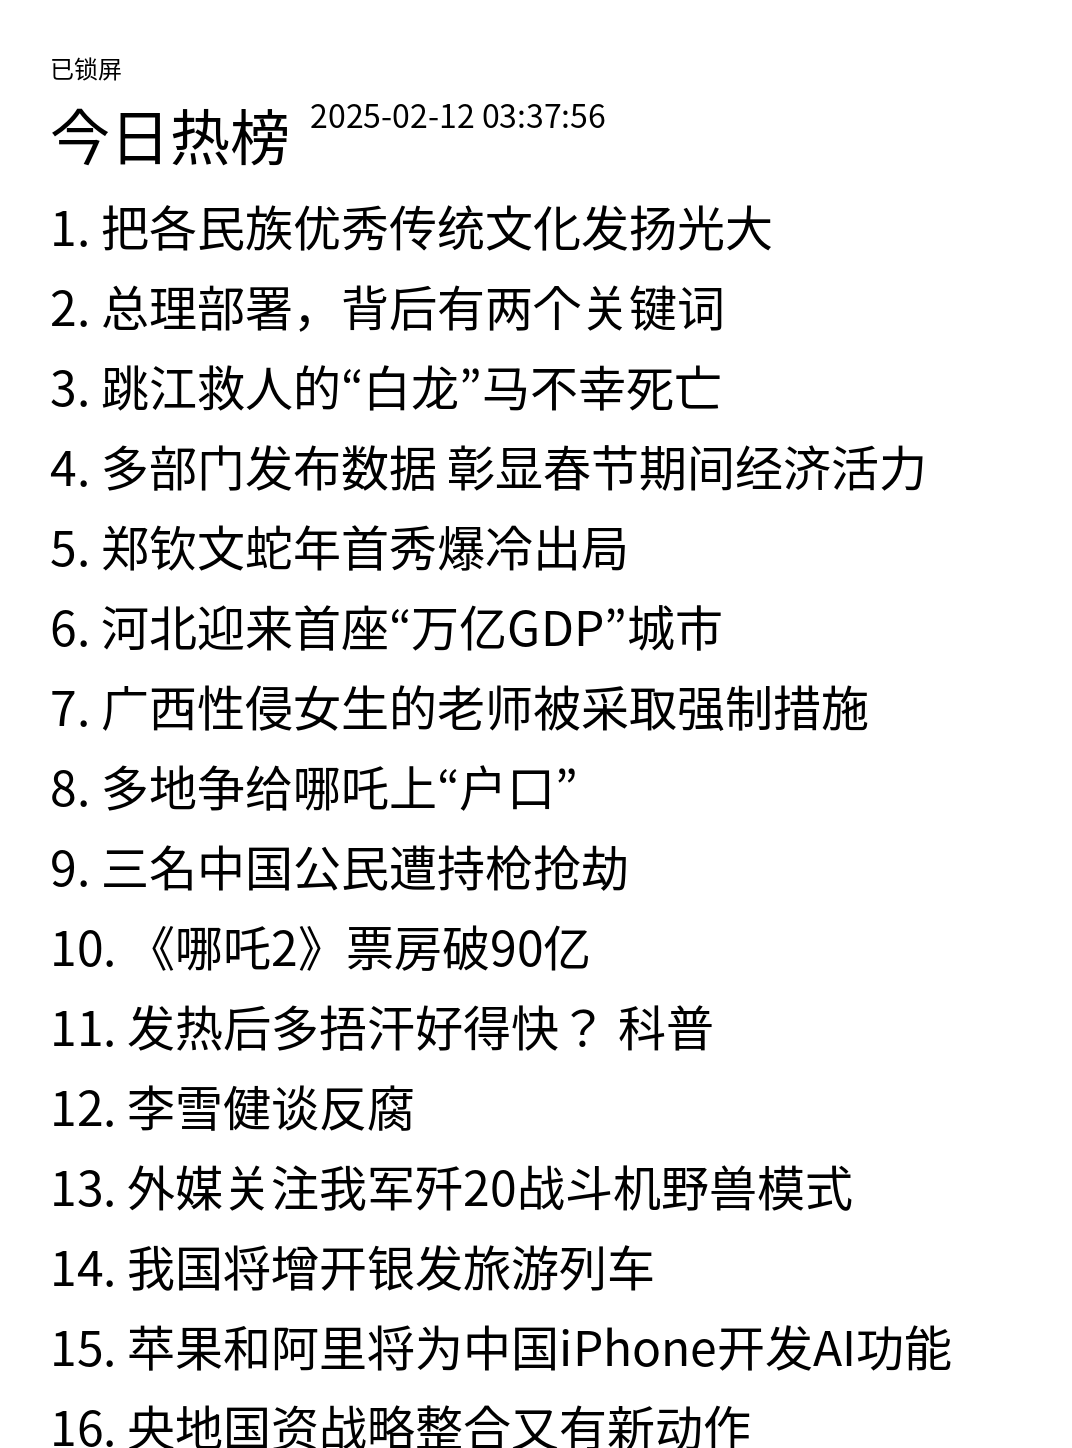 已锁屏
今日热榜 2025-02-12 03:37:56
1. 把各民族优秀传统文化发扬光大
2. 总理部署，背后有两个关键词
3. 跳江救人的“白龙”马不幸死亡
4. 多部门发布数据 彰显春节期间经济活力
5. 郑钦文蛇年首秀爆冷出局
6. 河北迎来首座“万亿GDP”城市
7. 广西性侵女生的老师被采取强制措施
8. 多地争给哪吒上“户口”
9. 三名中国公民遭持枪抢劫
10. 《哪吒2》票房破90亿
11. 发热后多捂汗好得快？ 科普
12. 李雪健谈反腐
13. 外媒关注我军歼20战斗机野兽模式
14. 我国将增开银发旅游列车
15. 苹果和阿里将为中国iPhone开发AI功能
16. 央地国资战略整合又有新动作